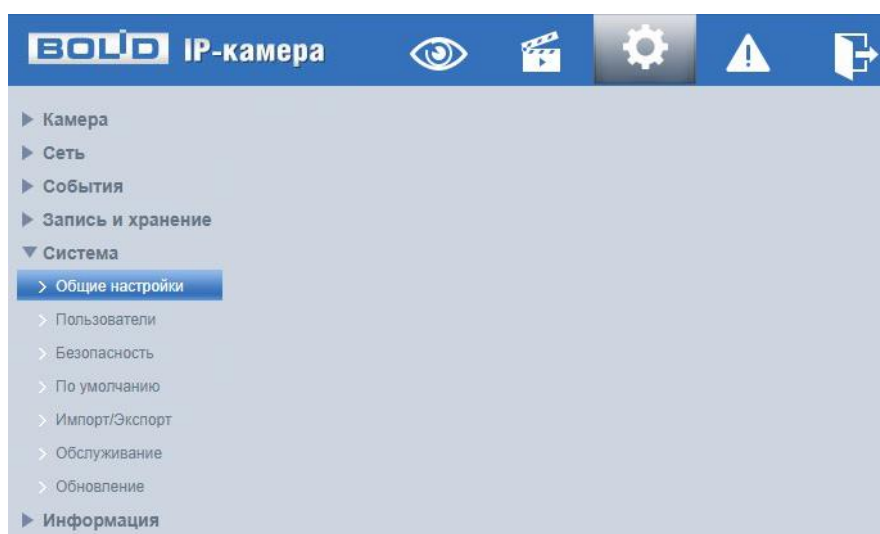 BOLID IP-камера
Камера
Сеть
События
Запись и хранение
Система
Общие настройки
Пользователи
Безопасность
По умолчанию
Импорт/Экспорт
Обслуживание
Обновление
Информация